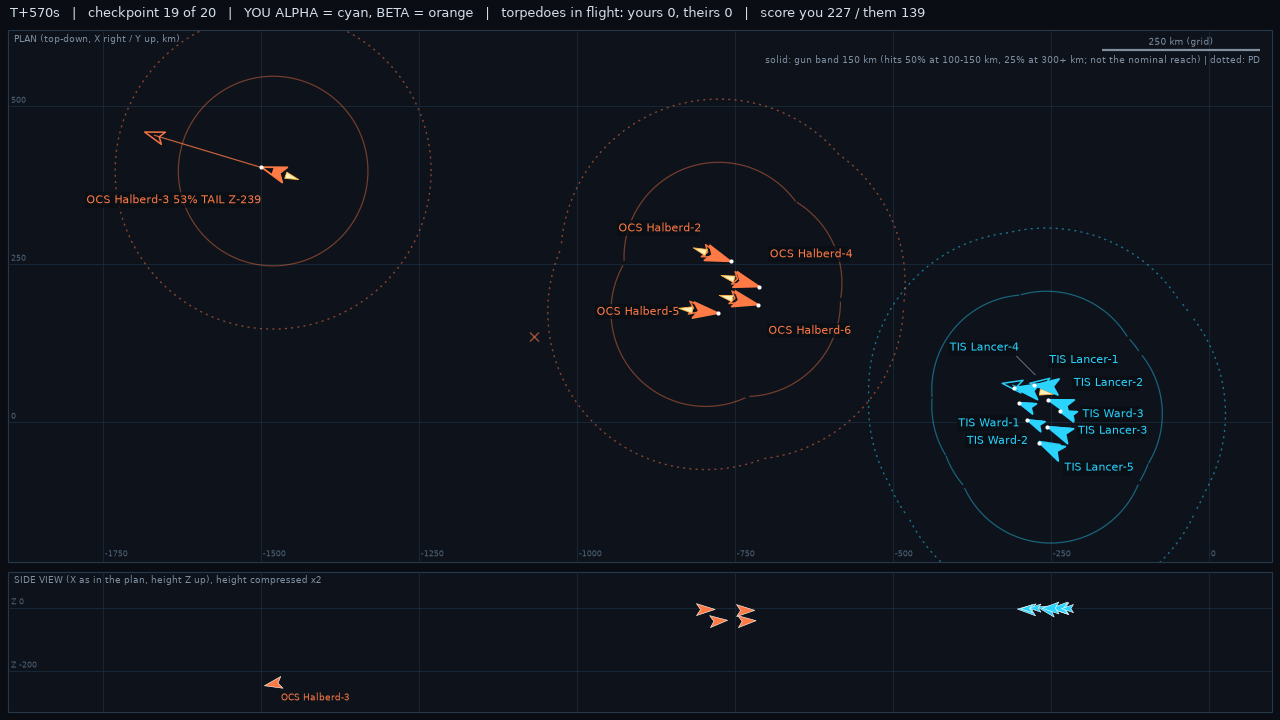 T+570s | checkpoint 19 of 20 | YOU ALPHA = cyan, BETA = orange | torpedoes in flight: yours 0, theirs 0 | score you 227 / them 139
PLAN (top-down, X right / Y up, km)
250 km (grid)
solid: gun band 150 km (hits 50% at 100-150 km, 25% at 300+ km; not the nominal reach) | dotted: PD
500
OCS Halberd-3 53% TAIL Z-239
OCS Halberd-2
OCS Halberd-4
250
OCS Halberd-5
OCS Halberd-6
TIS Lancer-4
TIS Lancer-1
TIS Lancer-2
TIS Ward-3
0
TIS Ward-1
TIS Lancer-3
TIS Ward-2
TIS Lancer-5
-1750
-1500
-1250
-1000
-750
-500
-250
0
SIDE VIEW (X as in the plan, height Z up), height compressed x2
Z 0
Z -200
OCS Halberd-3